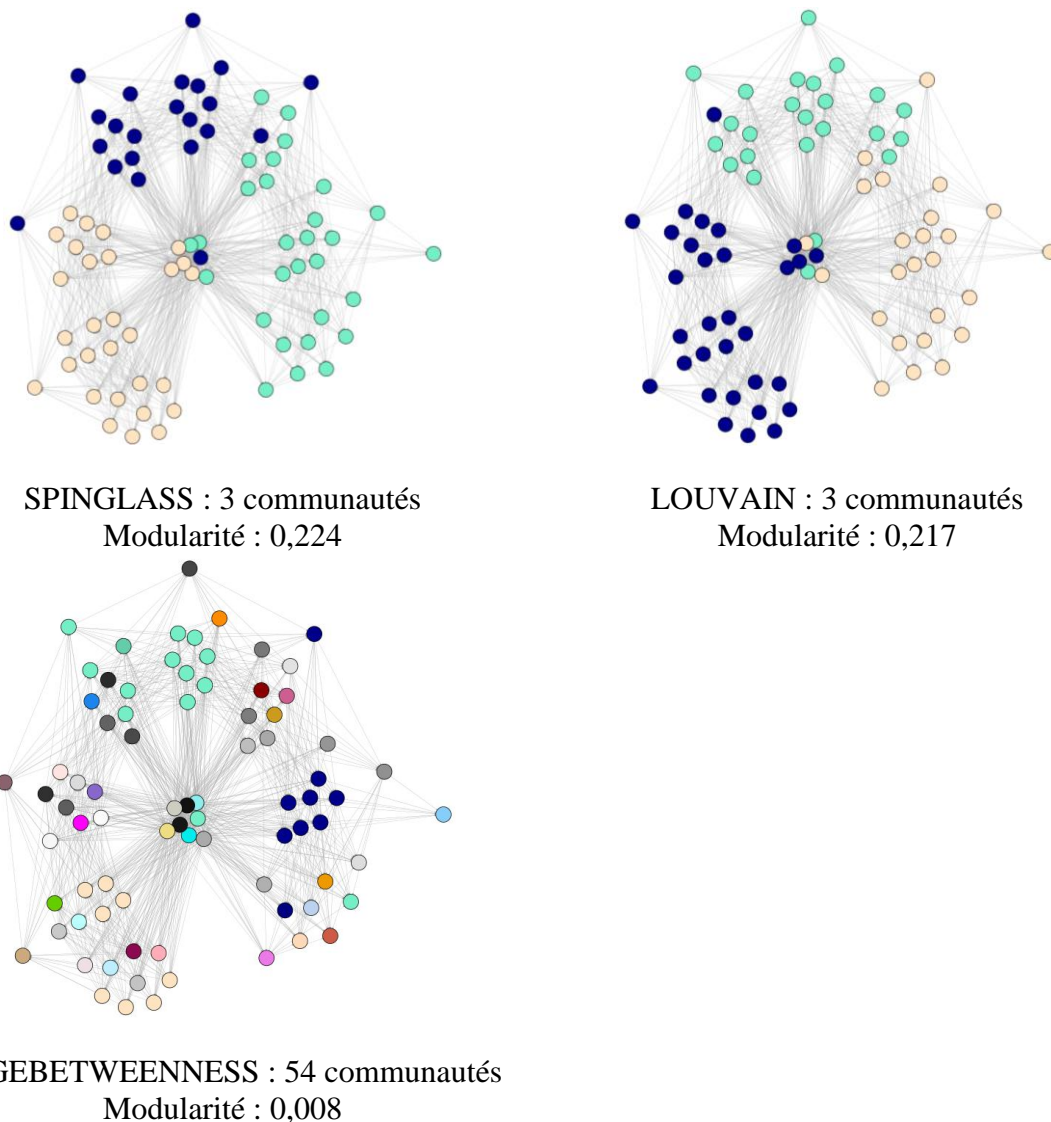 SPINGLASS : 3 communautés
Modularité : 0,224
LOUVAIN : 3 communautés
Modularité : 0,217
GEBETWEENNESS : 54 communautés
Modularité : 0,008